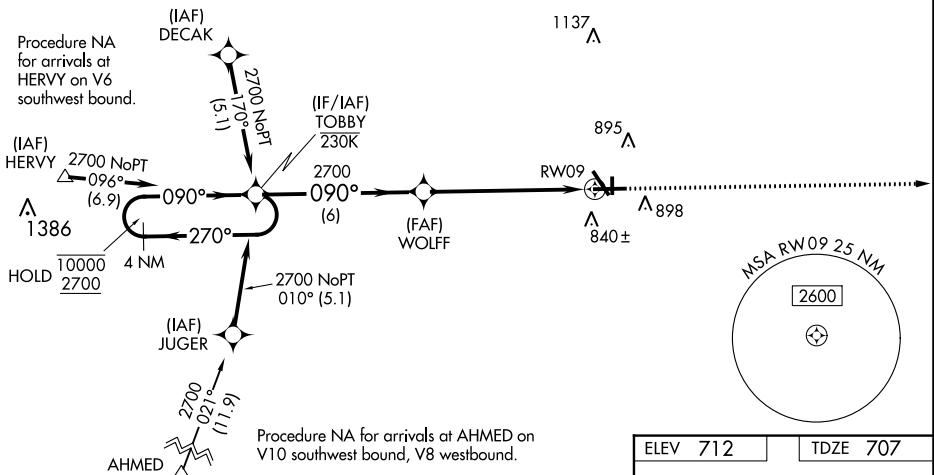 (IAF)
DECAK
1137
Procedure NA
for arrivals at
HERVY on V6
southwest bound.
2700 NoPT
170°
(5.1)
(IF/IAF)
TOBBY
230K
895
(IAF)
HERVY
2700 NoPT
096°
(6.9)
090°
2700
090°
(6)
RW09
1386
270°
(FAF)
WOLFF
898
840±
HOLD
10000
2700
4 NM
MSA RW09 25 NM
2600
2700 NoPT
010° (5.1)
(IAF)
JUGER
2700
021°
(11.9)
AHMED
Procedure NA for arrivals at AHMED on
V10 southwest bound, V8 westbound.
ELEV 712
TDZE 707